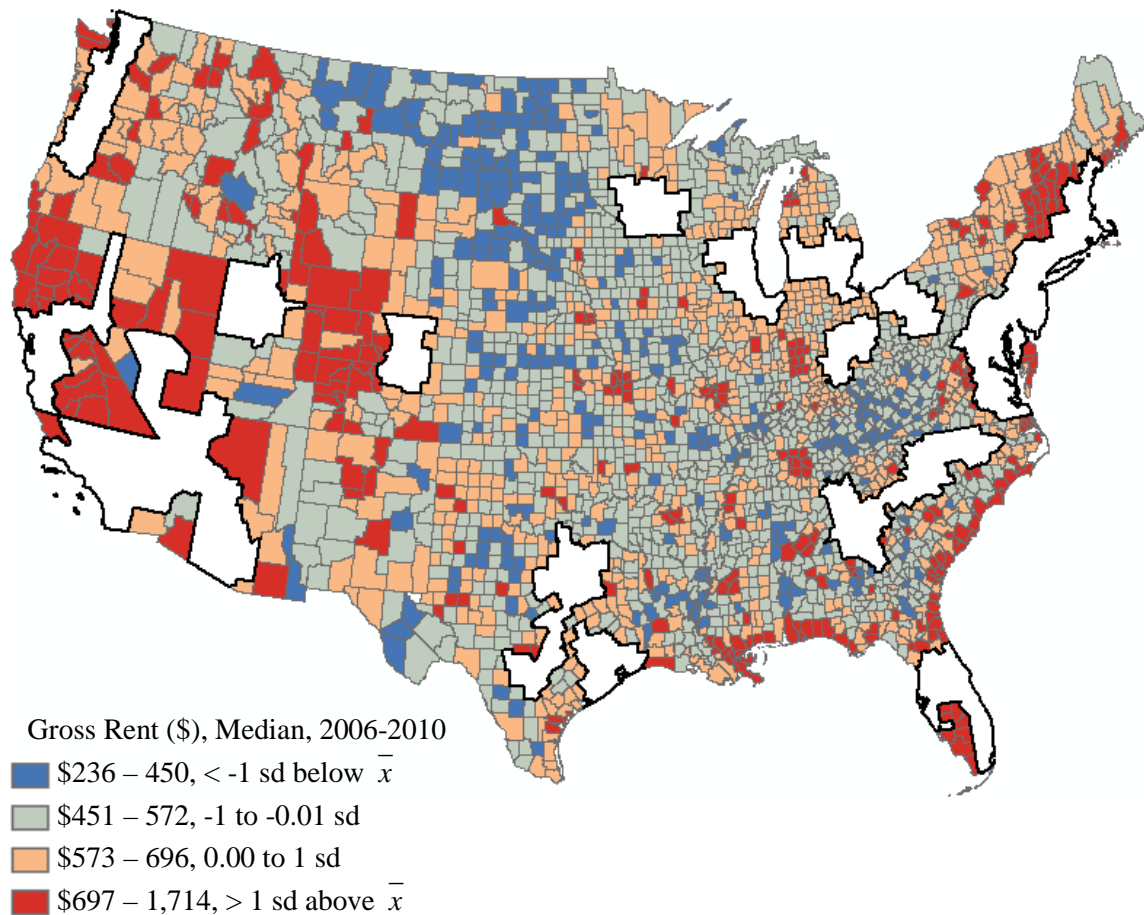 Gross Rent ($), Median, 2006-2010
$236 – 450, < -1 sd below x̅
$451 – 572, -1 to -0.01 sd
$573 – 696, 0.00 to 1 sd
$697 – 1,714, > 1 sd above x̅